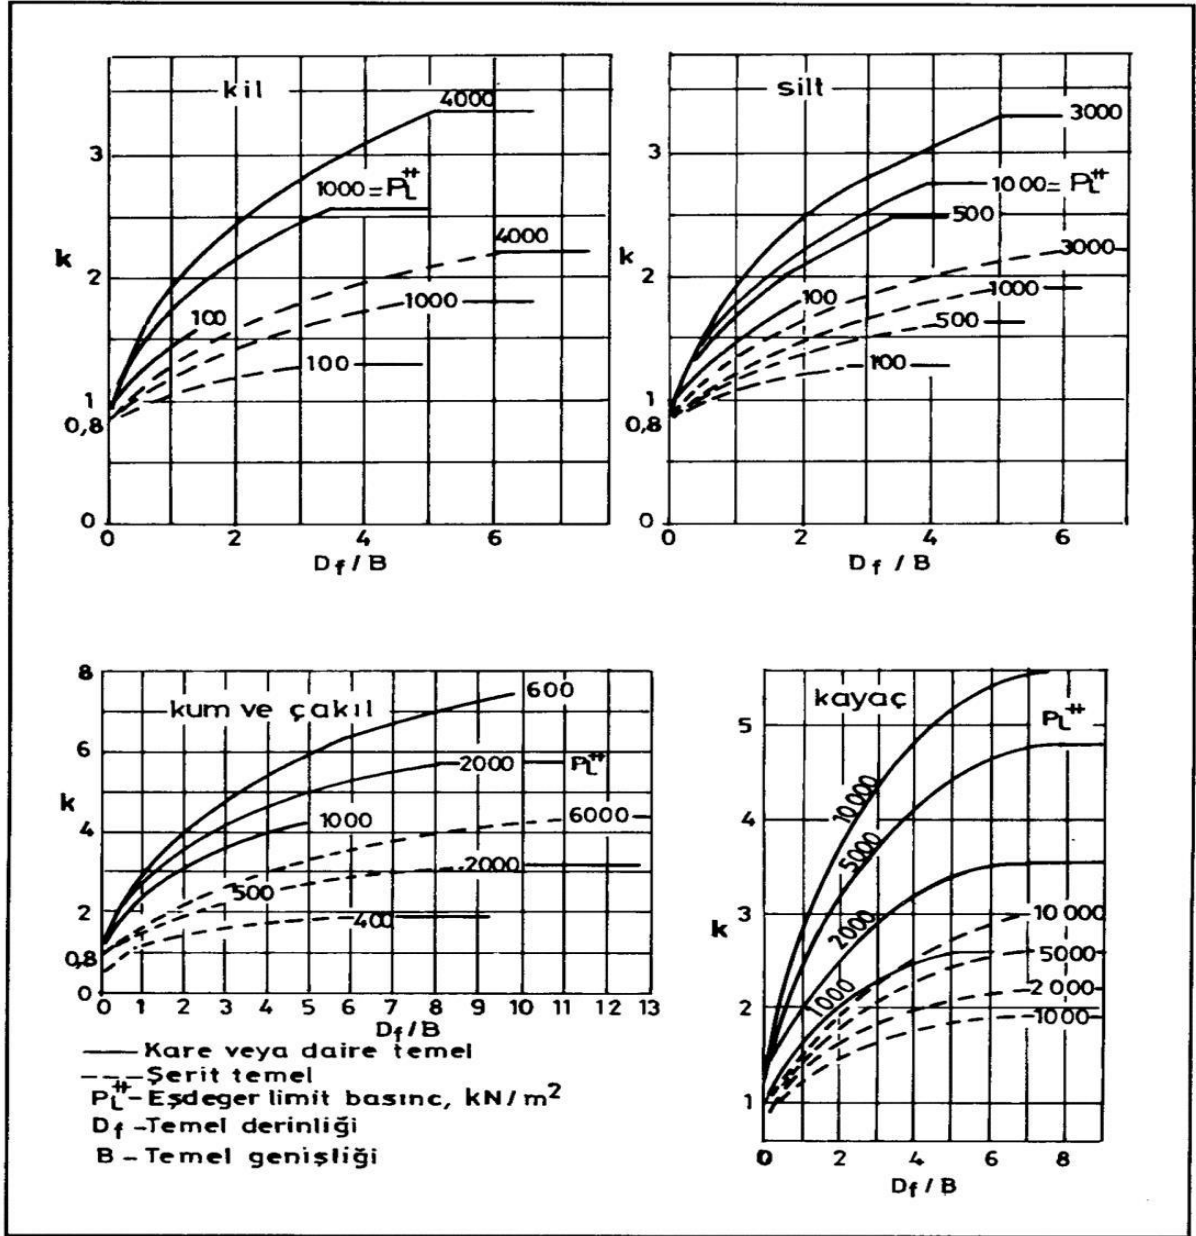 kil
4000
3
1000 = PL**
4000
k
2
1000
100
100
1
0,8
0
0 2 4 6
Df / B
silt
3000
3
1000 = PL**
500
3000
k
2
100
1000
500
100
1
0,8
0
0 2 4 6
Df / B
8
kum ve çakıl
600
6
2000 PL**
k
6000
4
1000
2000
500
2
400
0,8
0
0 1 2 3 4 5 6 7 8 9 10 11 12 13
Df/B
kayaç
PL**
5
10000
4
5000
k
3
2000
10000
5000
2
1000
2000
1000
1
0 2 4 6 8
Df / B
—— Kare veya daire temel
---- Şerit temel
PL**-Eşdeger limit basınc, kN/m²
Df -Temel derinliği
B - Temel genişliği